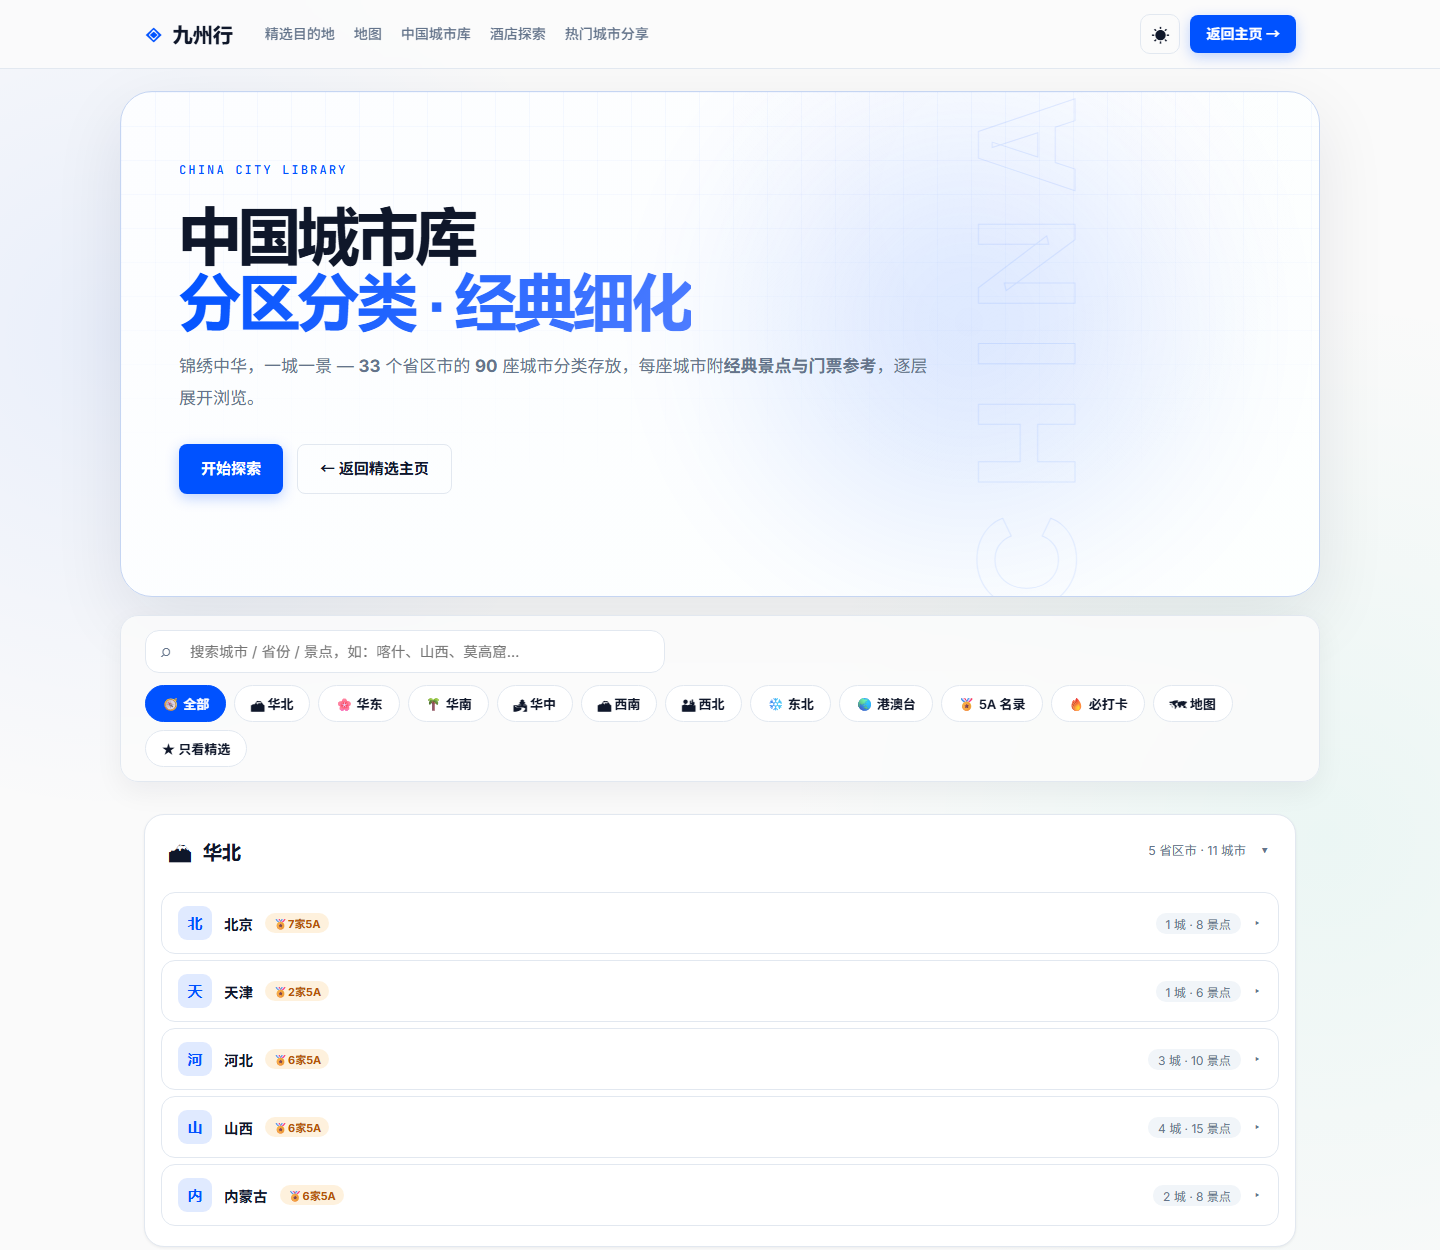 九州行
精选目的地 地图 中国城市库 酒店探索 热门城市分享
返回主页 →
CHINA CITY LIBRARY
中国城市库
分区分类 · 经典细化
锦绣中华，一城一景 — 33 个省区市的 90 座城市分类存放，每座城市附经典景点与门票参考，逐层
展开浏览。
开始探索
← 返回精选主页
CHINA
搜索城市 / 省份 / 景点，如：喀什、山西、莫高窟...
全部 华北 华东 华南 华中 西南 西北 东北 港澳台 5A 名录 必打卡 地图
★ 只看精选
华北
5 省区市 · 11 城市 ▾
北 北京 7家5A 1 城 · 8 景点
天 天津 2家5A 1 城 · 6 景点
河 河北 6家5A 3 城 · 10 景点
山 山西 6家5A 4 城 · 15 景点
内 内蒙古 6家5A 2 城 · 8 景点